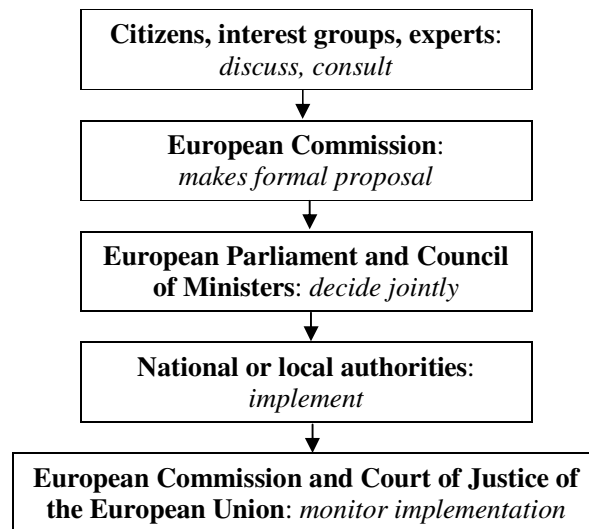 Citizens, interest groups, experts:
discuss, consult
European Commission:
makes formal proposal
European Parliament and Council
of Ministers: decide jointly
National or local authorities:
implement
European Commission and Court of Justice of
the European Union: monitor implementation